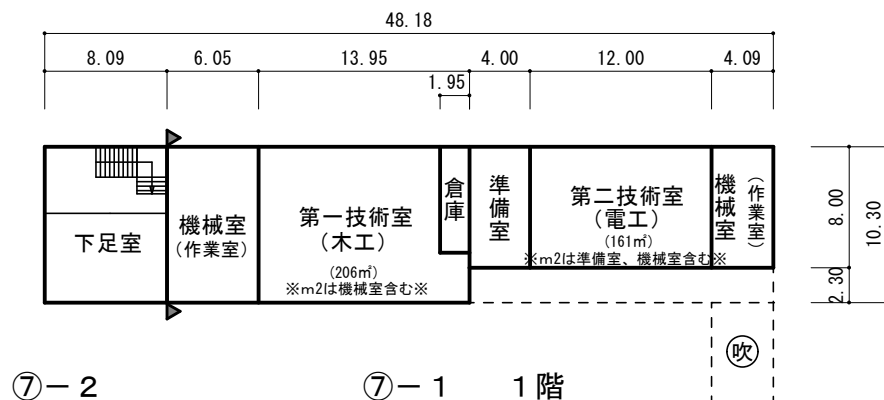 48.18
8.09 6.05 13.95 4.00 12.00 4.09
1.95
下足室
機械室
(作業室)
第一技術室
(木工)
(206㎡)
※m2は機械室含む※
倉庫
準備室
第二技術室
(電工)
(161㎡)
※m2は準備室、機械室含む※
機械室
(作業室)
8.00
10.30
2.30
吹
⑦－2 ⑦－1 1階